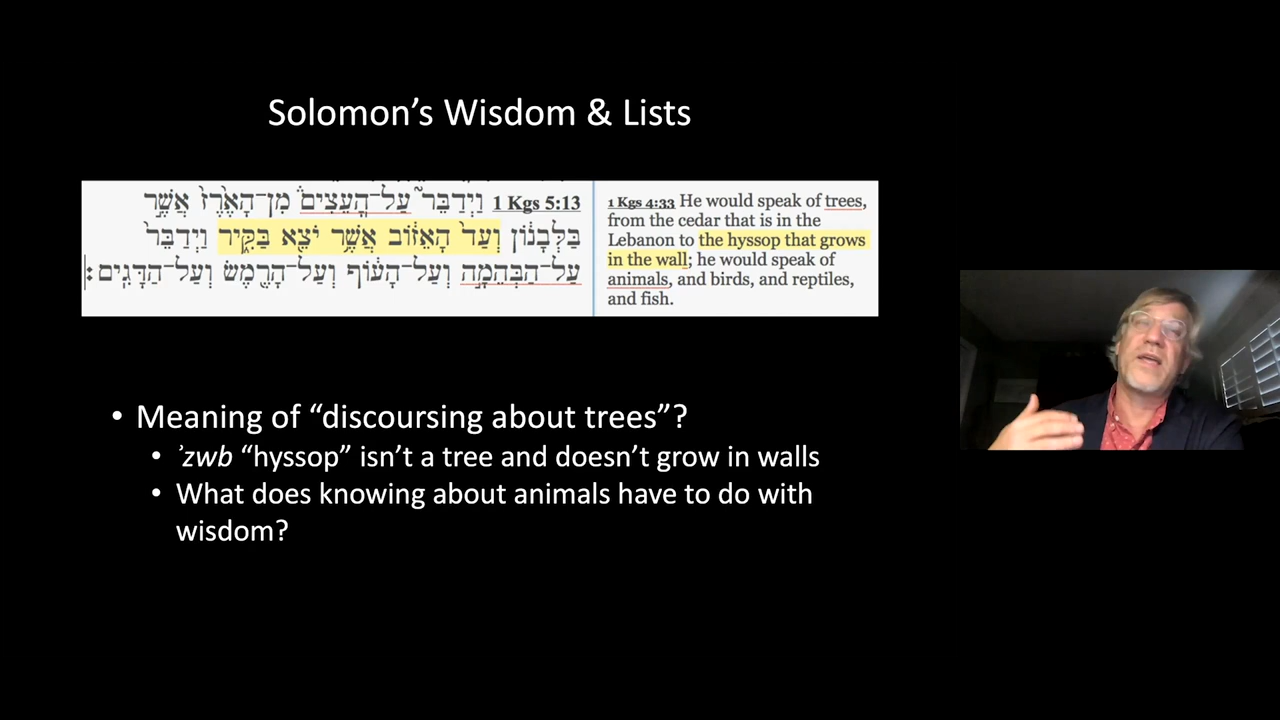 Solomon’s Wisdom & Lists
1 Kgs 5:13 וַיְדַבֵּר֮ עַל־הָֽעֵצִים֒ מִן־הָאֶ֙רֶז֙ אֲשֶׁ֣ר
בַּלְּבָנ֔וֹן וְעַד֙ הָאֵז֔וֹב אֲשֶׁ֥ר יֹצֵ֖א בַּקִּ֑יר וַיְדַבֵּר֙
עַל־הַבְּהֵמָ֣ה וְעַל־הָע֔וֹף וְעַל־הָרֶ֖מֶשׂ וְעַל־הַדָּגִֽים׃
1 Kgs 4:33 He would speak of trees,
from the cedar that is in the
Lebanon to the hyssop that grows
in the wall; he would speak of
animals, and birds, and reptiles,
and fish.
• Meaning of “discoursing about trees”?
• ʾzwb “hyssop” isn’t a tree and doesn’t grow in walls
• What does knowing about animals have to do with
wisdom?